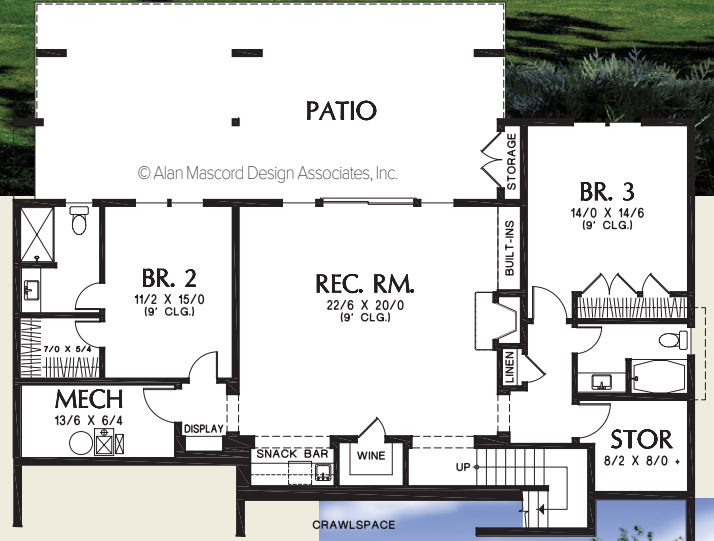 PATIO
© Alan Mascord Design Associates, Inc.
STORAGE
BR. 3
14/0 X 14/6
(9' CLG.)
BUILT-INS
BR. 2
11/2 X 15/0
(9' CLG.)
REC. RM.
22/6 X 20/0
(9' CLG.)
7/0 X 5/4
LINEN
MECH
13/6 X 6/4
DISPLAY
SNACK BAR
WINE
UP
STOR
8/2 X 8/0 +
CRAWLSPACE